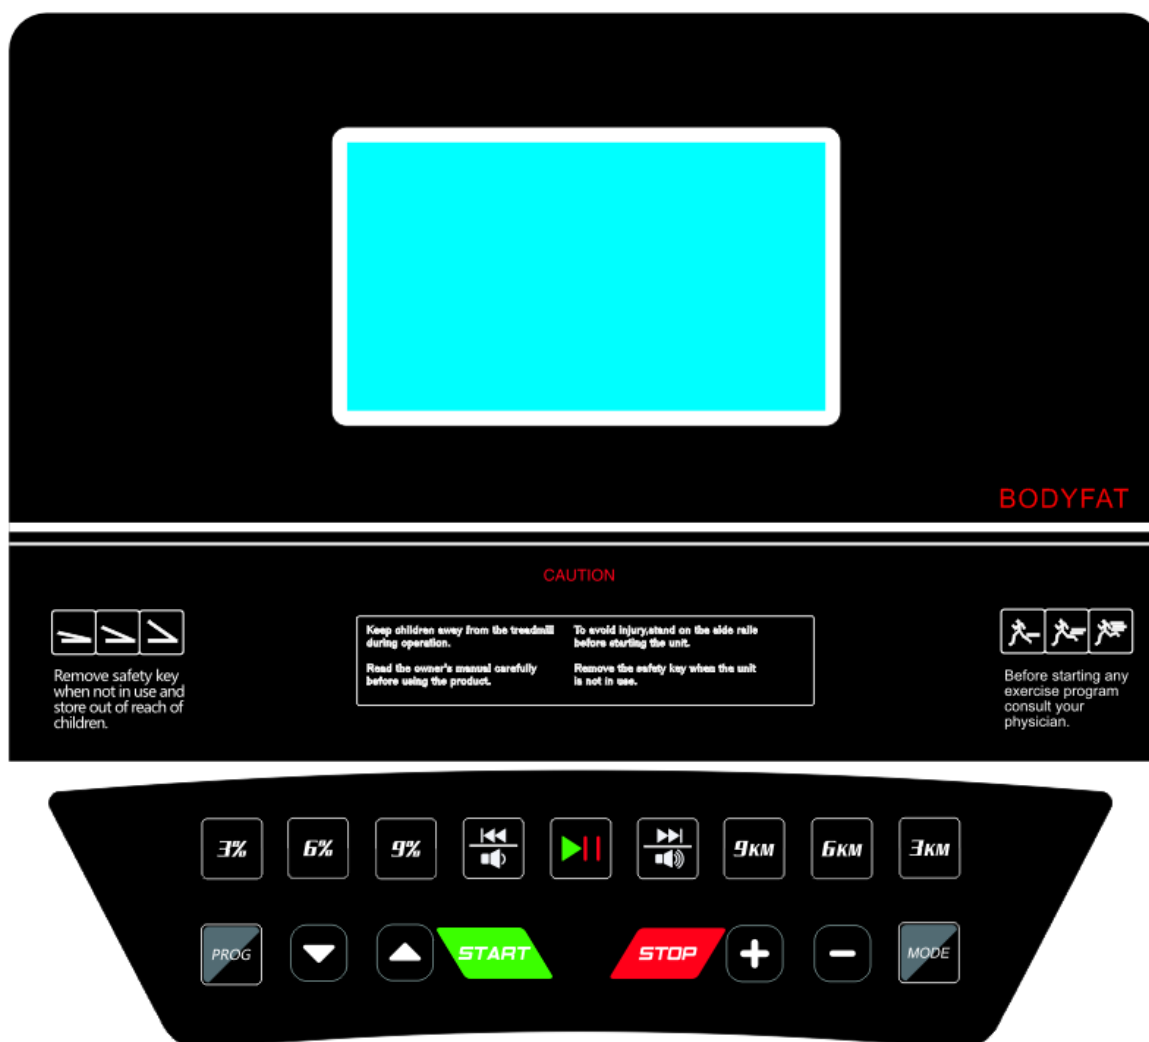 BODYFAT
CAUTION
Remove safety key
when not in use and
store out of reach of
children.
Keep children away from the treadmill
during operation.
Read the owner's manual carefully
before using the product.
To avoid injury,stand on the side rails
before starting the unit.
Remove the safety key when the unit
is not in use.
Before starting any
exercise program
consult your
physician.
3% 6% 9% 9KM 6KM 3KM
PROG START STOP MODE